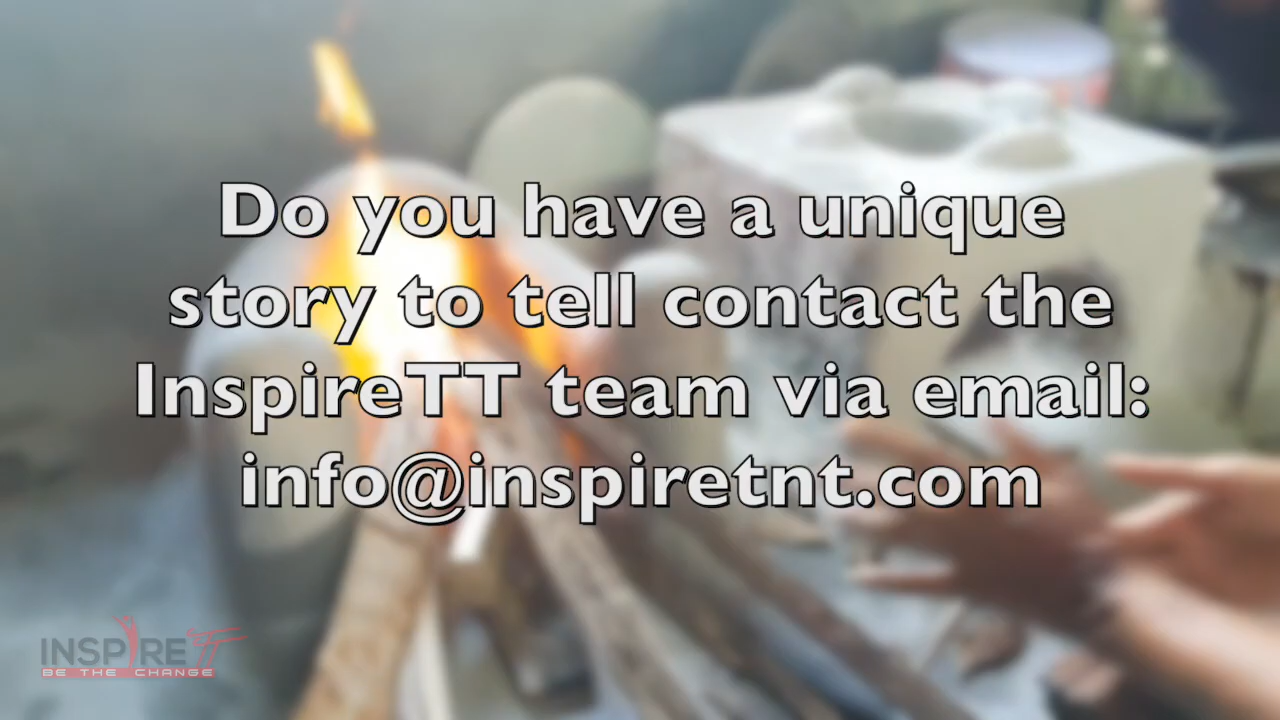 Do you have a unique
story to tell contact the
InspireTT team via email:
info@inspiretnt.com
INSPIRE TT
BE THE CHANGE